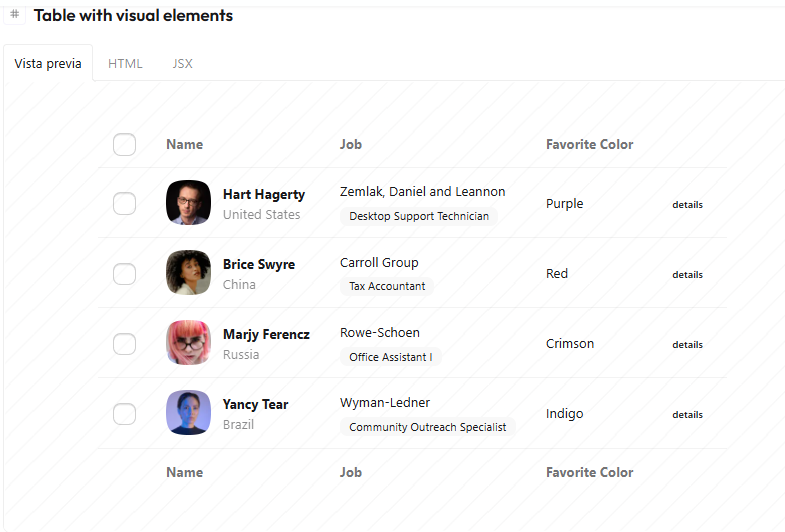 # Table with visual elements
Vista previa HTML JSX
Name Job Favorite Color
Hart Hagerty
United States
Zemlak, Daniel and Leannon
Desktop Support Technician
Purple
details
Brice Swyre
China
Carroll Group
Tax Accountant
Red
details
Marjy Ferencz
Russia
Rowe-Schoen
Office Assistant I
Crimson
details
Yancy Tear
Brazil
Wyman-Ledner
Community Outreach Specialist
Indigo
details
Name Job Favorite Color